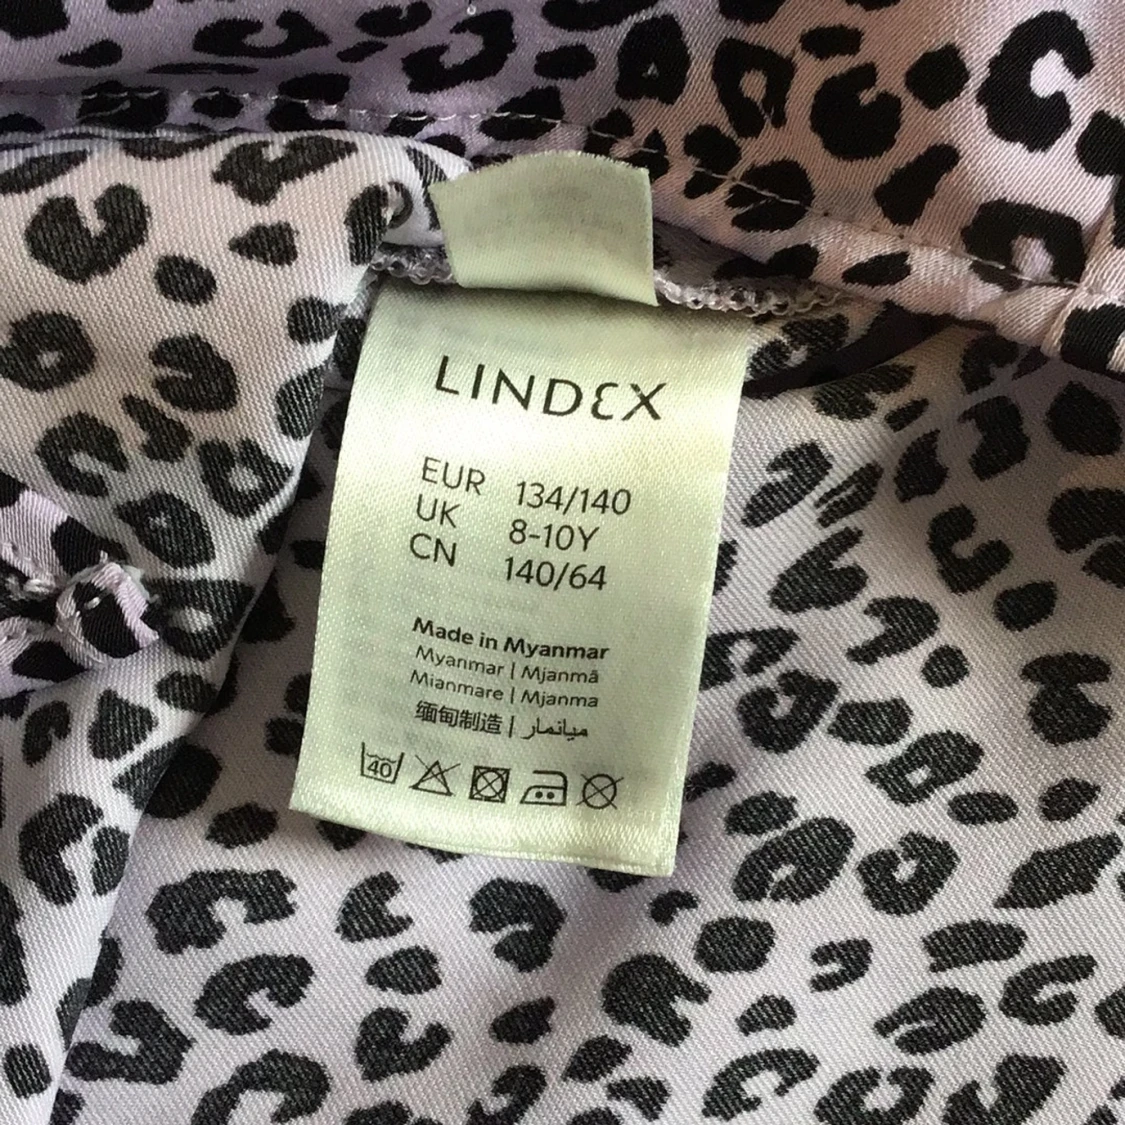 LINDEX
EUR 134/140
UK 8-10Y
CN 140/64
Made in Myanmar
Myanmar | Mjanmā
Mianmare | Mjanma
缅甸制造 | ميانمار
40